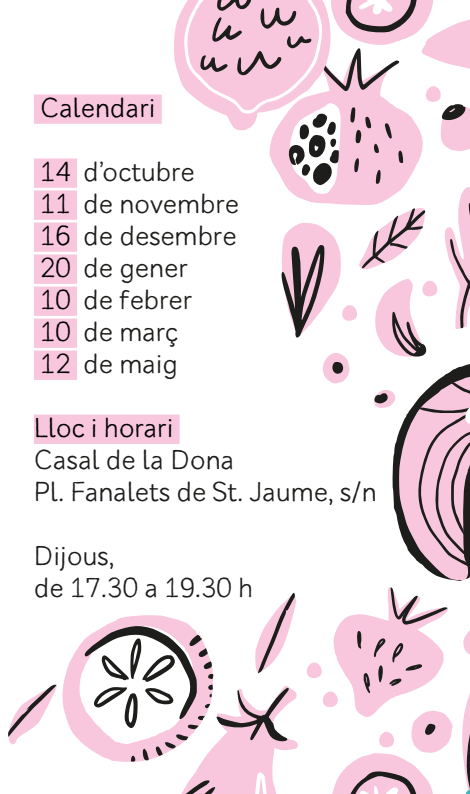 Calendari
14 d’octubre
11 de novembre
16 de desembre
20 de gener
10 de febrer
10 de març
12 de maig
Lloc i horari
Casal de la Dona
Pl. Fanalets de St. Jaume, s/n
Dijous,
de 17.30 a 19.30 h